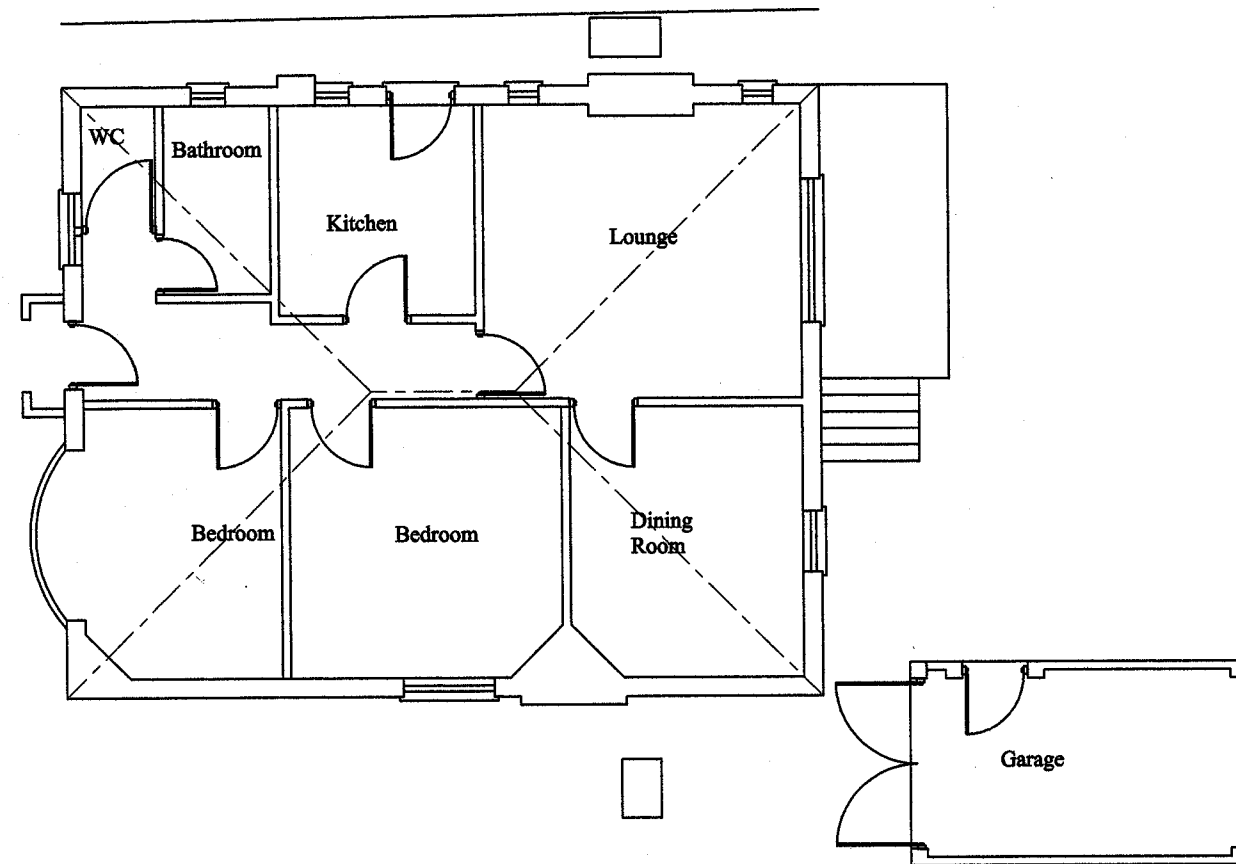 WC
Bathroom
Kitchen
Lounge
Bedroom
Bedroom
Dining
Room
Garage